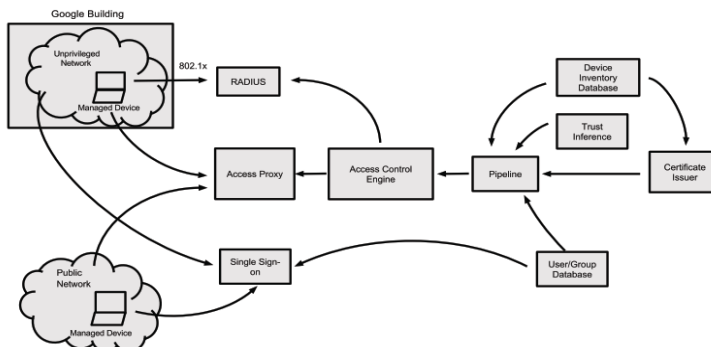 Google Building
Unprivileged
Network
Managed Device
802.1x
RADIUS
Device
Inventory
Database
Trust
Inference
Access Proxy
Access Control
Engine
Pipeline
Certificate
Issuer
Public
Network
Managed Device
Single Sign-
on
User/Group
Database